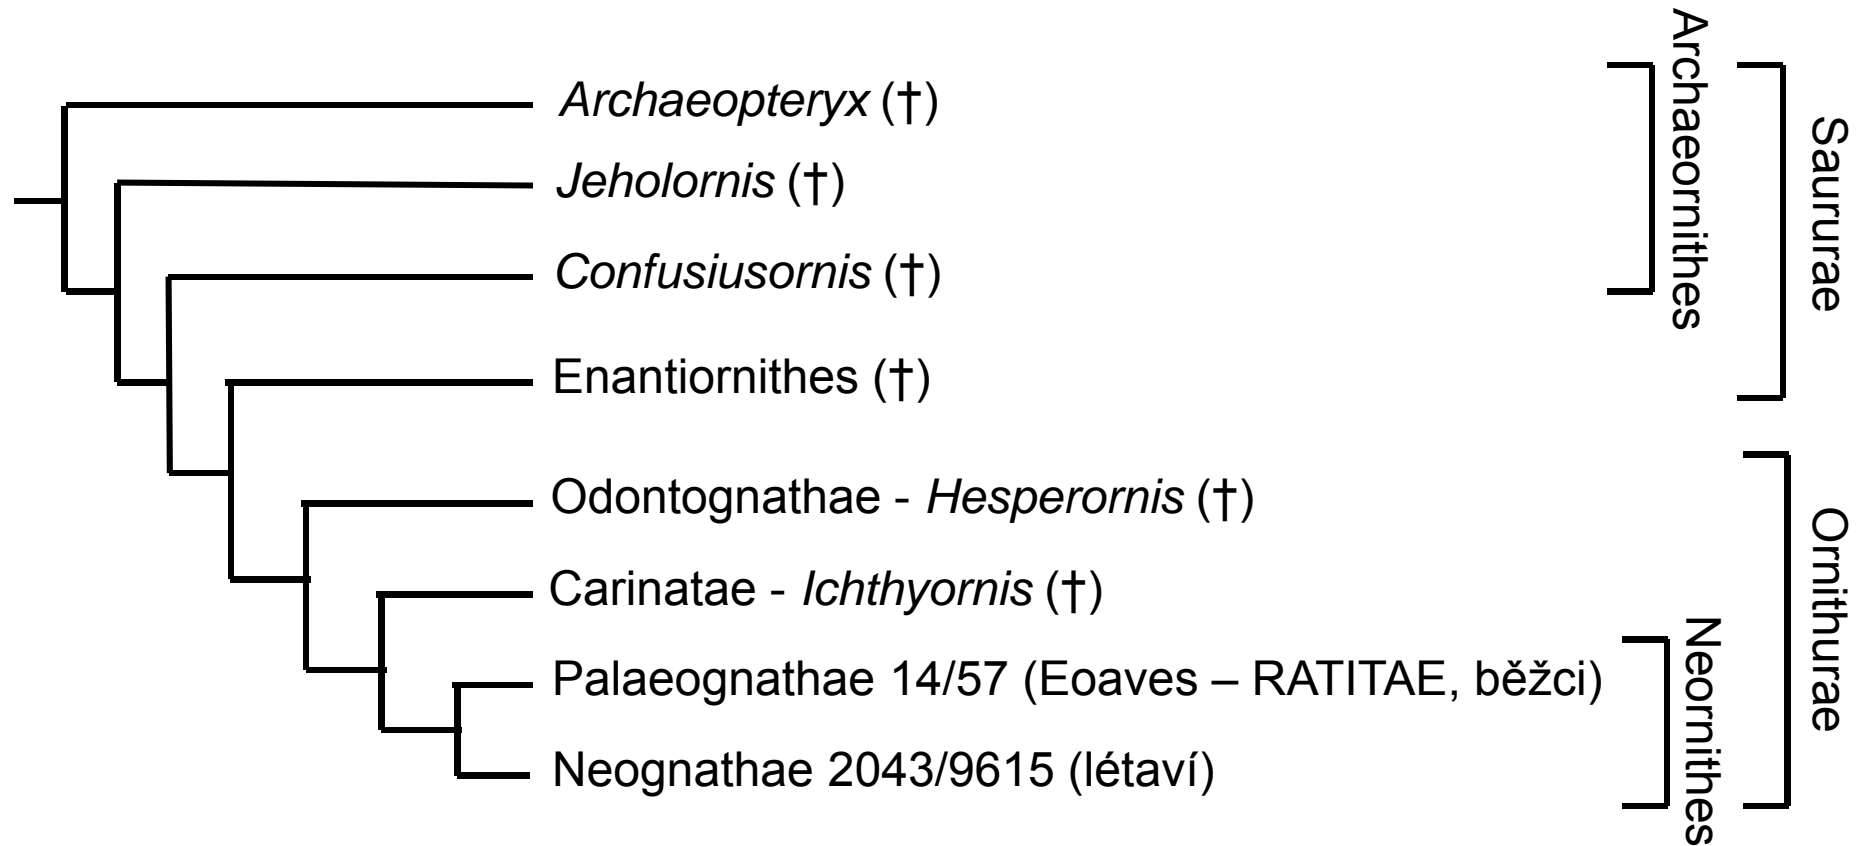 Archaeopteryx (†)
Jeholornis (†)
Confusiusornis (†)
Enantiornithes (†)
Odontognathae - Hesperornis (†)
Carinatae - Ichthyornis (†)
Palaeognathae 14/57 (Eoaves – RATITAE, běžci)
Neognathae 2043/9615 (létaví)
Archaeornithes
Saururae
Neornithes
Ornithurae